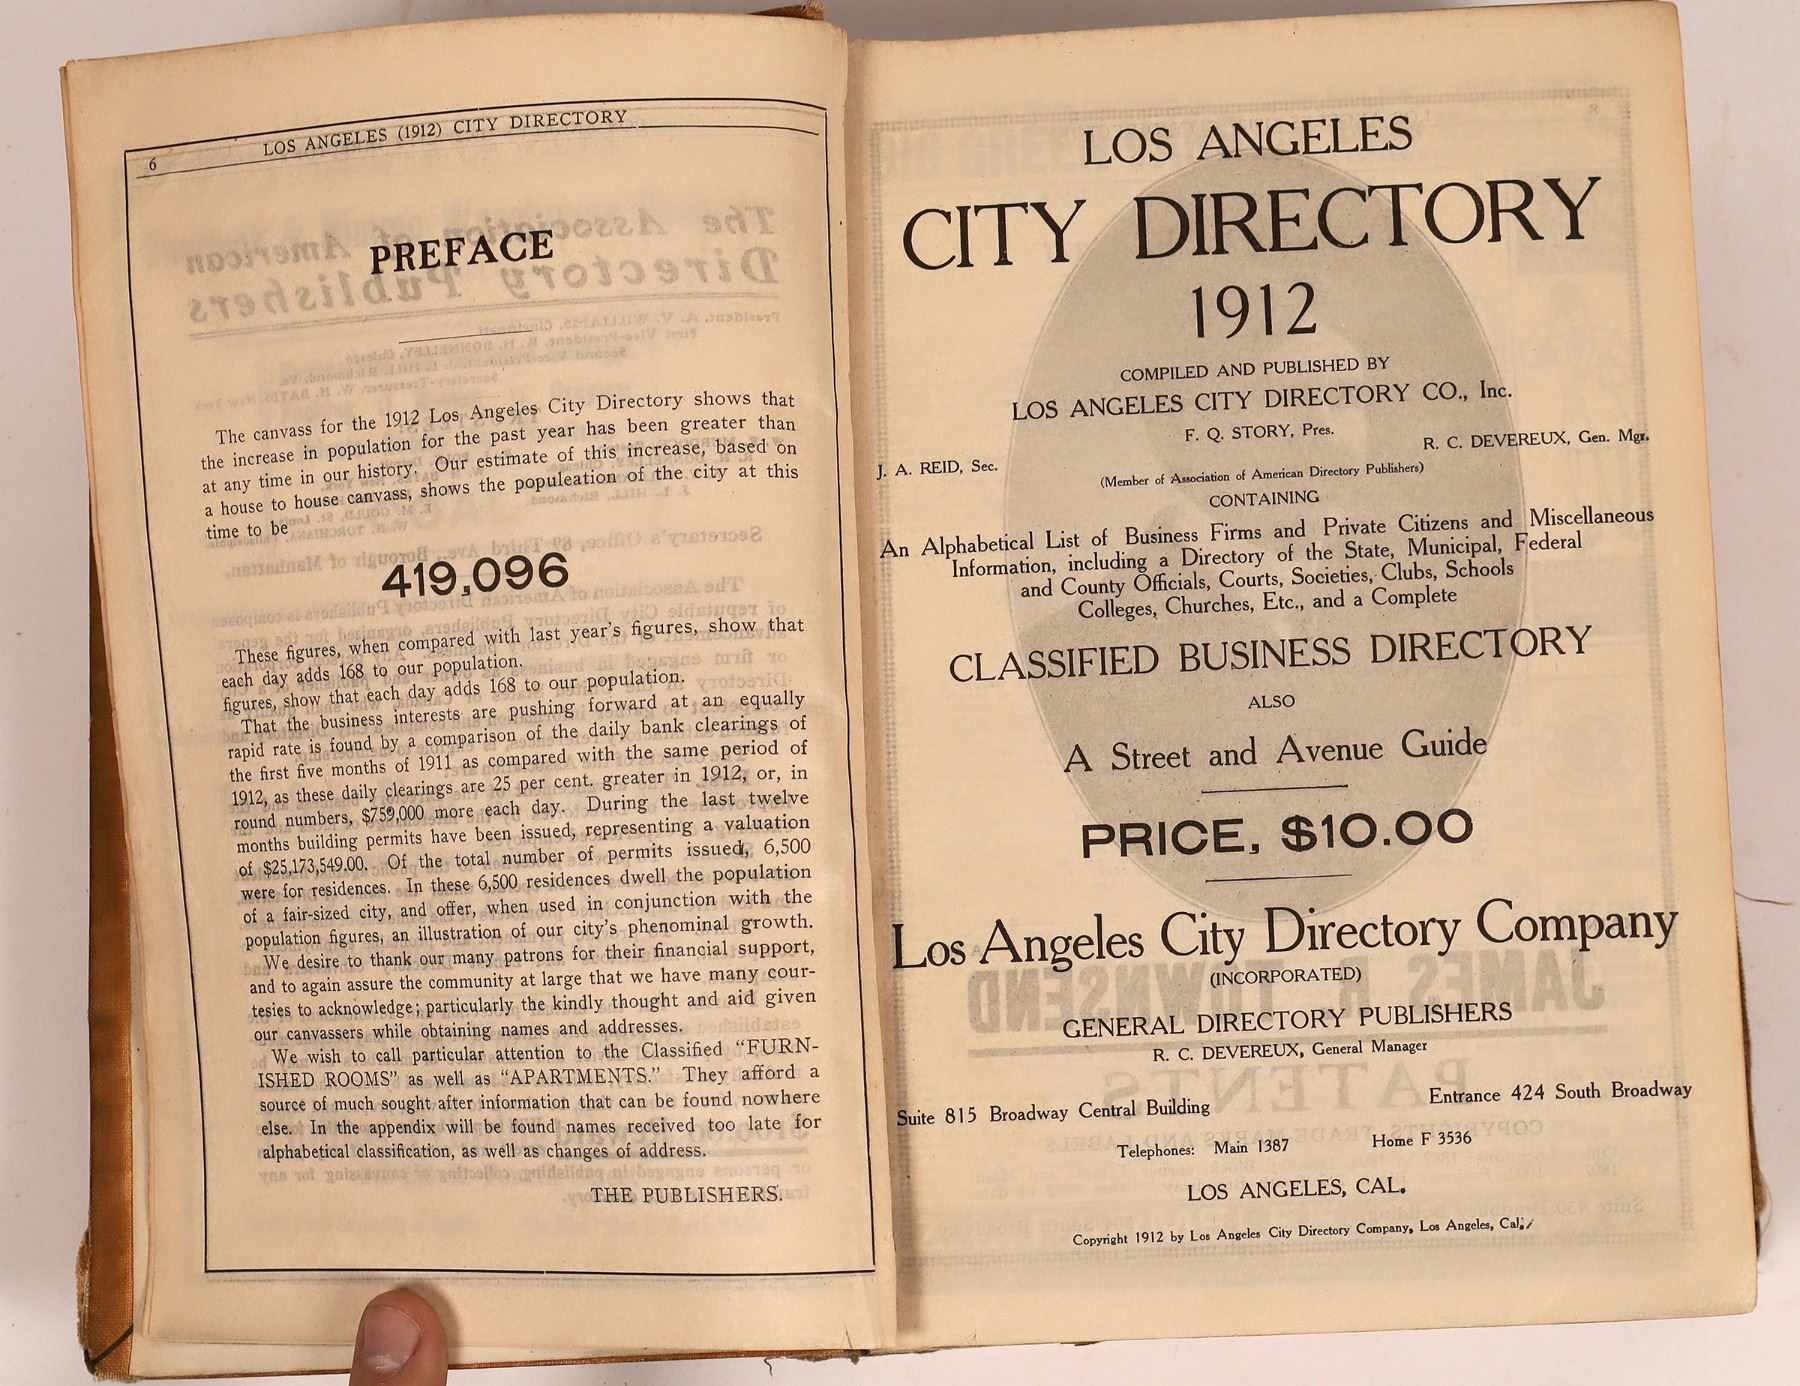 6
LOS ANGELES (1912) CITY DIRECTORY
PREFACE
The canvass for the 1912 Los Angeles City Directory shows that
the increase in population for the past year has been greater than
at any time in our history. Our estimate of this increase, based on
a house to house canvass, shows the populeation of the city at this
time to be
419,096
These figures, when compared with last year's figures, show that
each day adds 168 to our population.
figures, show that each day adds 168 to our population.
That the business interests are pushing forward at an equally
rapid rate is found by a comparison of the daily bank clearings of
the first five months of 1911 as compared with the same period of
1912, as these daily clearings are 25 per cent. greater in 1912, or, in
round numbers, $759,000 more each day. During the last twelve
months building permits have been issued, representing a valuation
of $25,173,549.00. Of the total number of permits issued, 6,500
were for residences. In these 6,500 residences dwell the population
of a fair-sized city, and offer, when used in conjunction with the
population figures, an illustration of our city's phenominal growth.
We desire to thank our many patrons for their financial support,
and to again assure the community at large that we have many cour-
tesies to acknowledge; particularly the kindly thought and aid given
our canvassers while obtaining names and addresses.
We wish to call particular attention to the Classified "FURN-
ISHED ROOMS" as well as "APARTMENTS." They afford a
source of much sought after information that can be found nowhere
else. In the appendix will be found names received too late for
alphabetical classification, as well as changes of address.
THE PUBLISHERS.
LOS ANGELES
CITY DIRECTORY
1912
COMPILED AND PUBLISHED BY
LOS ANGELES CITY DIRECTORY CO., Inc.
F. Q. STORY, Pres.
J. A. REID, Sec.
R. C. DEVEREUX, Gen. Mgr.
(Member of Association of American Directory Publishers)
CONTAINING
An Alphabetical List of Business Firms and Private Citizens and Miscellaneous
Information, including a Directory of the State, Municipal, Federal
and County Officials, Courts, Societies, Clubs, Schools
Colleges, Churches, Etc., and a Complete
CLASSIFIED BUSINESS DIRECTORY
ALSO
A Street and Avenue Guide
PRICE, $10.00
Los Angeles City Directory Company
(INCORPORATED)
GENERAL DIRECTORY PUBLISHERS
R. C. DEVEREUX, General Manager
Suite 815 Broadway Central Building
Entrance 424 South Broadway
Telephones: Main 1387 Home F 3536
LOS ANGELES, CAL.
Copyright 1912 by Los Angeles City Directory Company, Los Angeles, Cal.